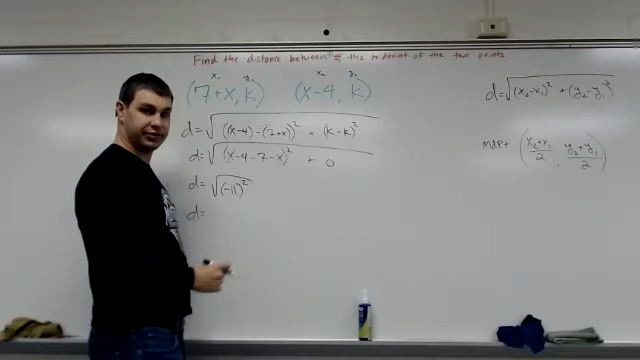 Find the distance between & the midpoint of the two points
x₁ y₁ x₂ y₂
(7+x, k) (x-4, k)
d=√((x-4)-(7+x))² + (k-k)²
d=√(x-4-7-x)² + 0
d=√(-11)²
d=
d=√(x₂-x₁)² + (y₂-y₁)²
(x₂+x₁/2, y₂+y₁/2)